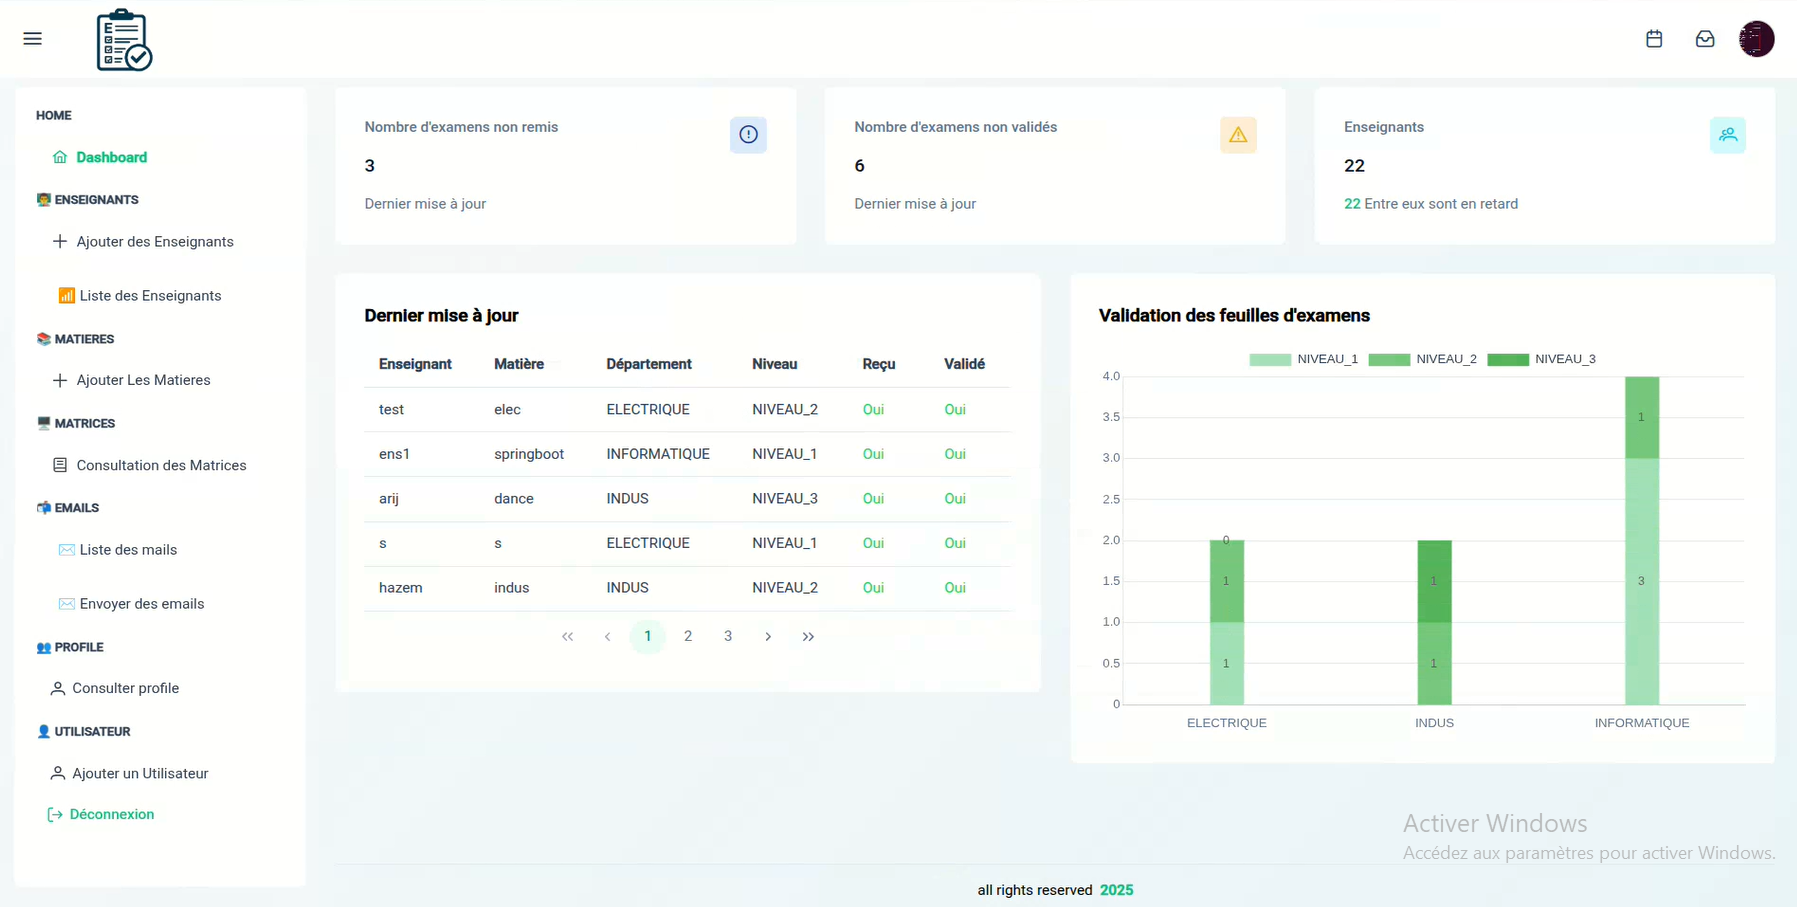 HOME
Dashboard
ENSEIGNANTS
Ajouter des Enseignants
Liste des Enseignants
MATIERES
Ajouter Les Matieres
MATRICES
Consultation des Matrices
EMAILS
Liste des mails
Envoyer des emails
PROFILE
Consulter profile
UTILISATEUR
Ajouter un Utilisateur
Déconnexion
Nombre d'examens non remis
3
Dernier mise à jour
Nombre d'examens non validés
6
Dernier mise à jour
Enseignants
22
22 Entre eux sont en retard
Dernier mise à jour
Enseignant Matière Département Niveau Reçu Validé
test elec ELECTRIQUE NIVEAU_2 Oui Oui
ens1 springboot INFORMATIQUE NIVEAU_1 Oui Oui
arij dance INDUS NIVEAU_3 Oui Oui
s s ELECTRIQUE NIVEAU_1 Oui Oui
hazem indus INDUS NIVEAU_2 Oui Oui
« ‹ 1 2 3 › »
Validation des feuilles d'examens
NIVEAU_1 NIVEAU_2 NIVEAU_3
4.0
3.5
3.0
2.5
2.0
1.5
1.0
0.5
0
0
1
1
1
1
1
3
ELECTRIQUE INDUS INFORMATIQUE
Activer Windows
Accédez aux paramètres pour activer Windows.
all rights reserved 2025